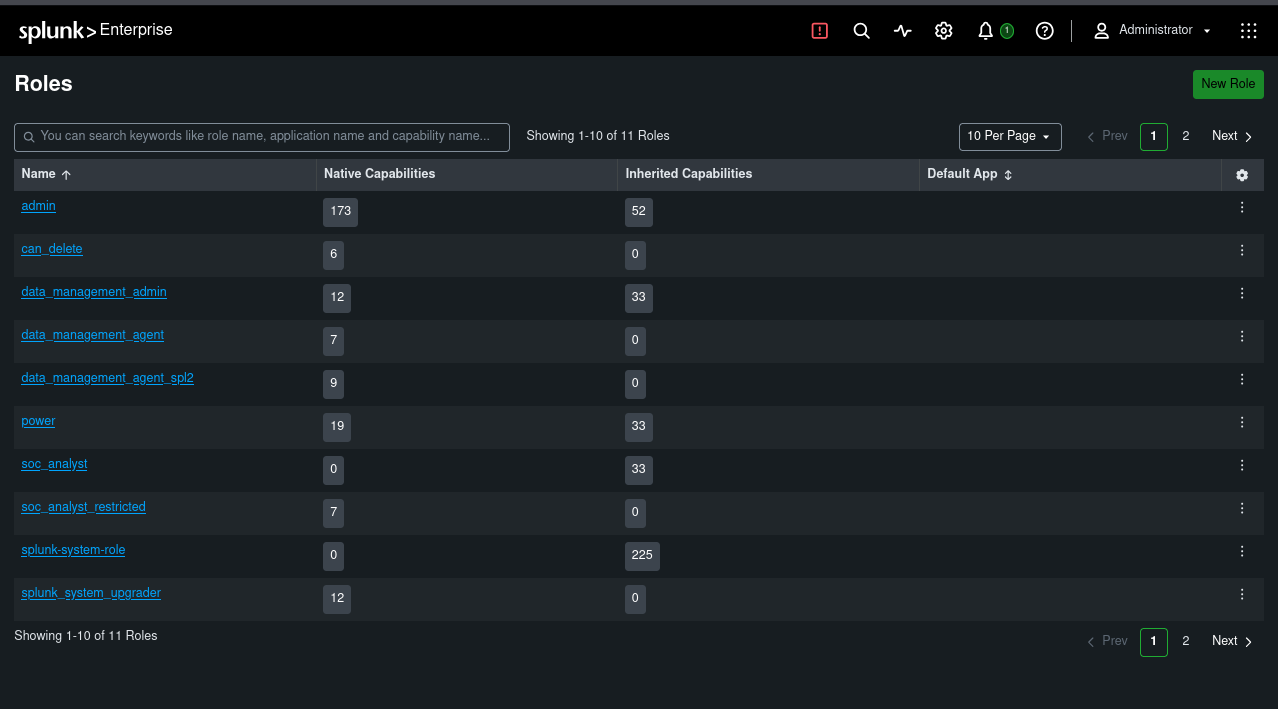 splunk> Enterprise
1
Administrator
Roles
New Role
You can search keywords like role name, application name and capability name...
Showing 1-10 of 11 Roles
10 Per Page
Prev 1 2 Next
Name Native Capabilities Inherited Capabilities Default App
admin 173 52
can_delete 6 0
data_management_admin 12 33
data_management_agent 7 0
data_management_agent_spl2 9 0
power 19 33
soc_analyst 0 33
soc_analyst_restricted 7 0
splunk-system-role 0 225
splunk_system_upgrader 12 0
Showing 1-10 of 11 Roles
Prev 1 2 Next